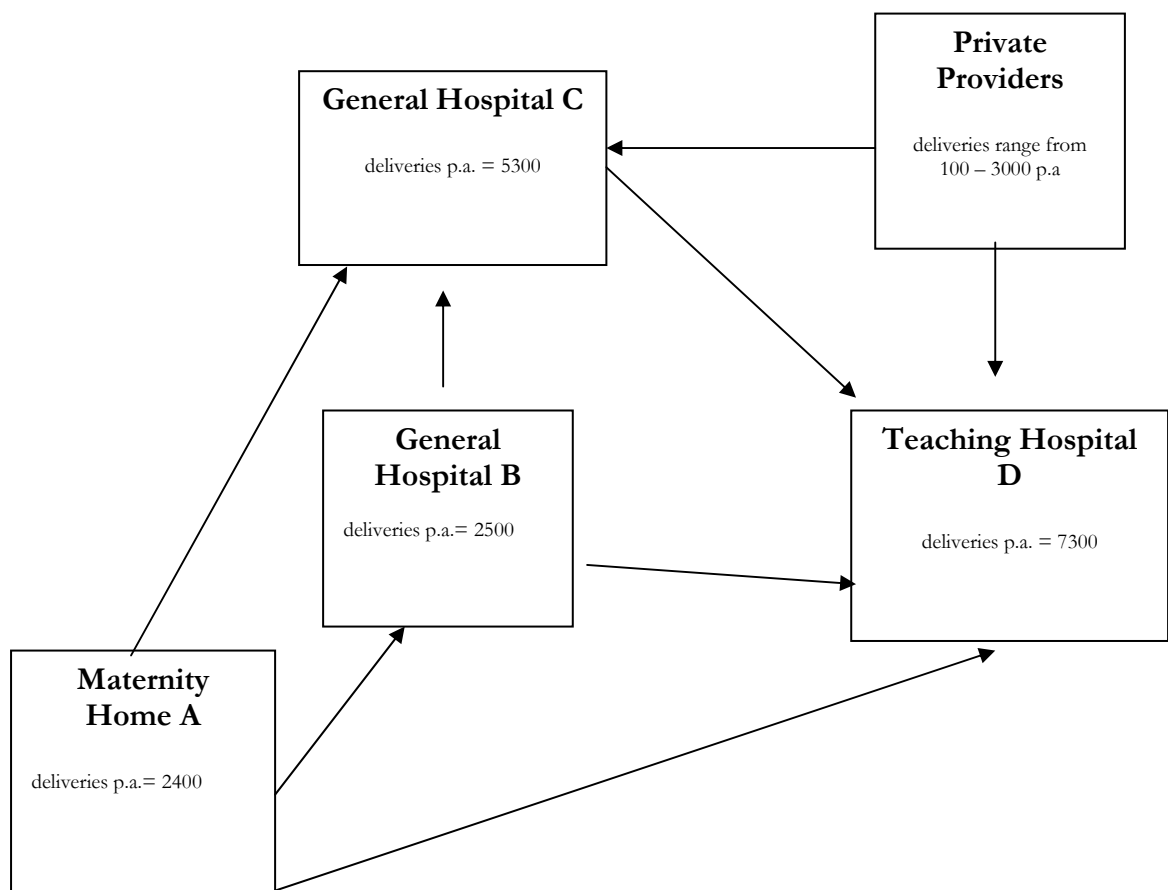 Private
Providers
deliveries range from
100 – 3000 p.a
General Hospital C
deliveries p.a. = 5300
General
Hospital B
deliveries p.a.= 2500
Teaching Hospital
D
deliveries p.a. = 7300
Maternity
Home A
deliveries p.a.= 2400